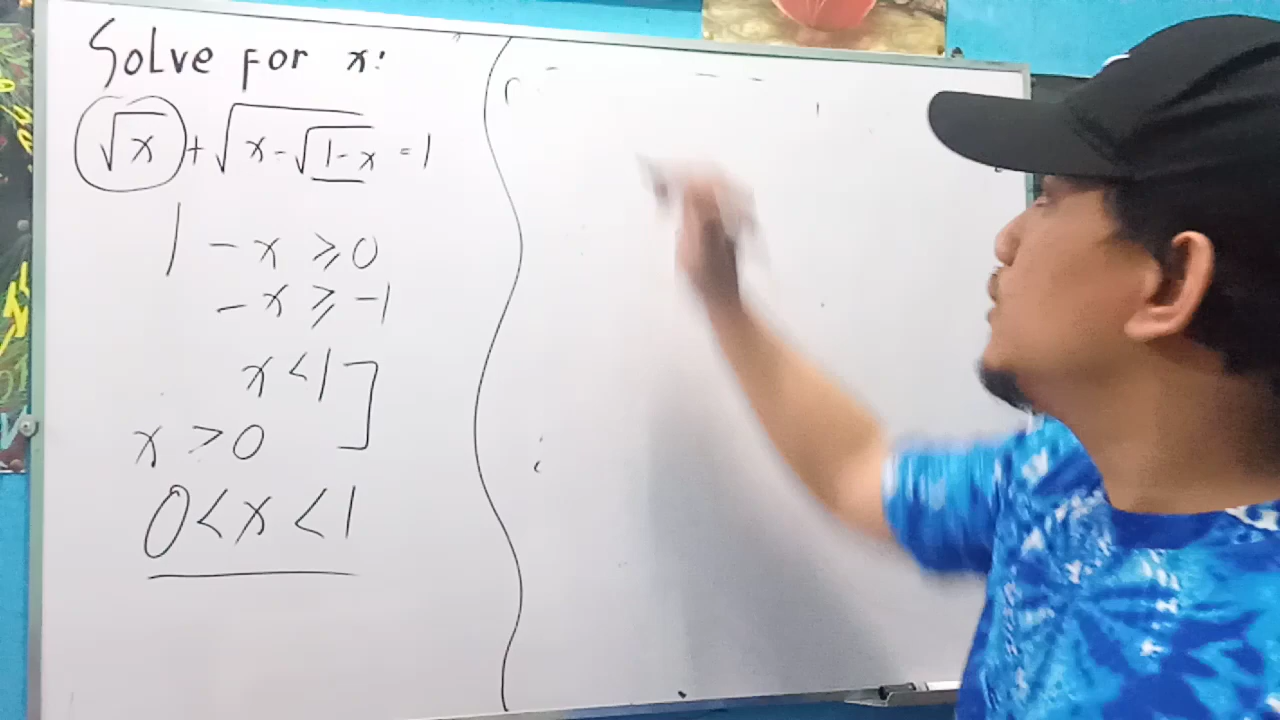 Solve for x:
√x + √(x - √(1 - x)) = 1
1 - x ⩾ 0
- x ⩾ -1
x < 1
x > 0
0 < x < 1